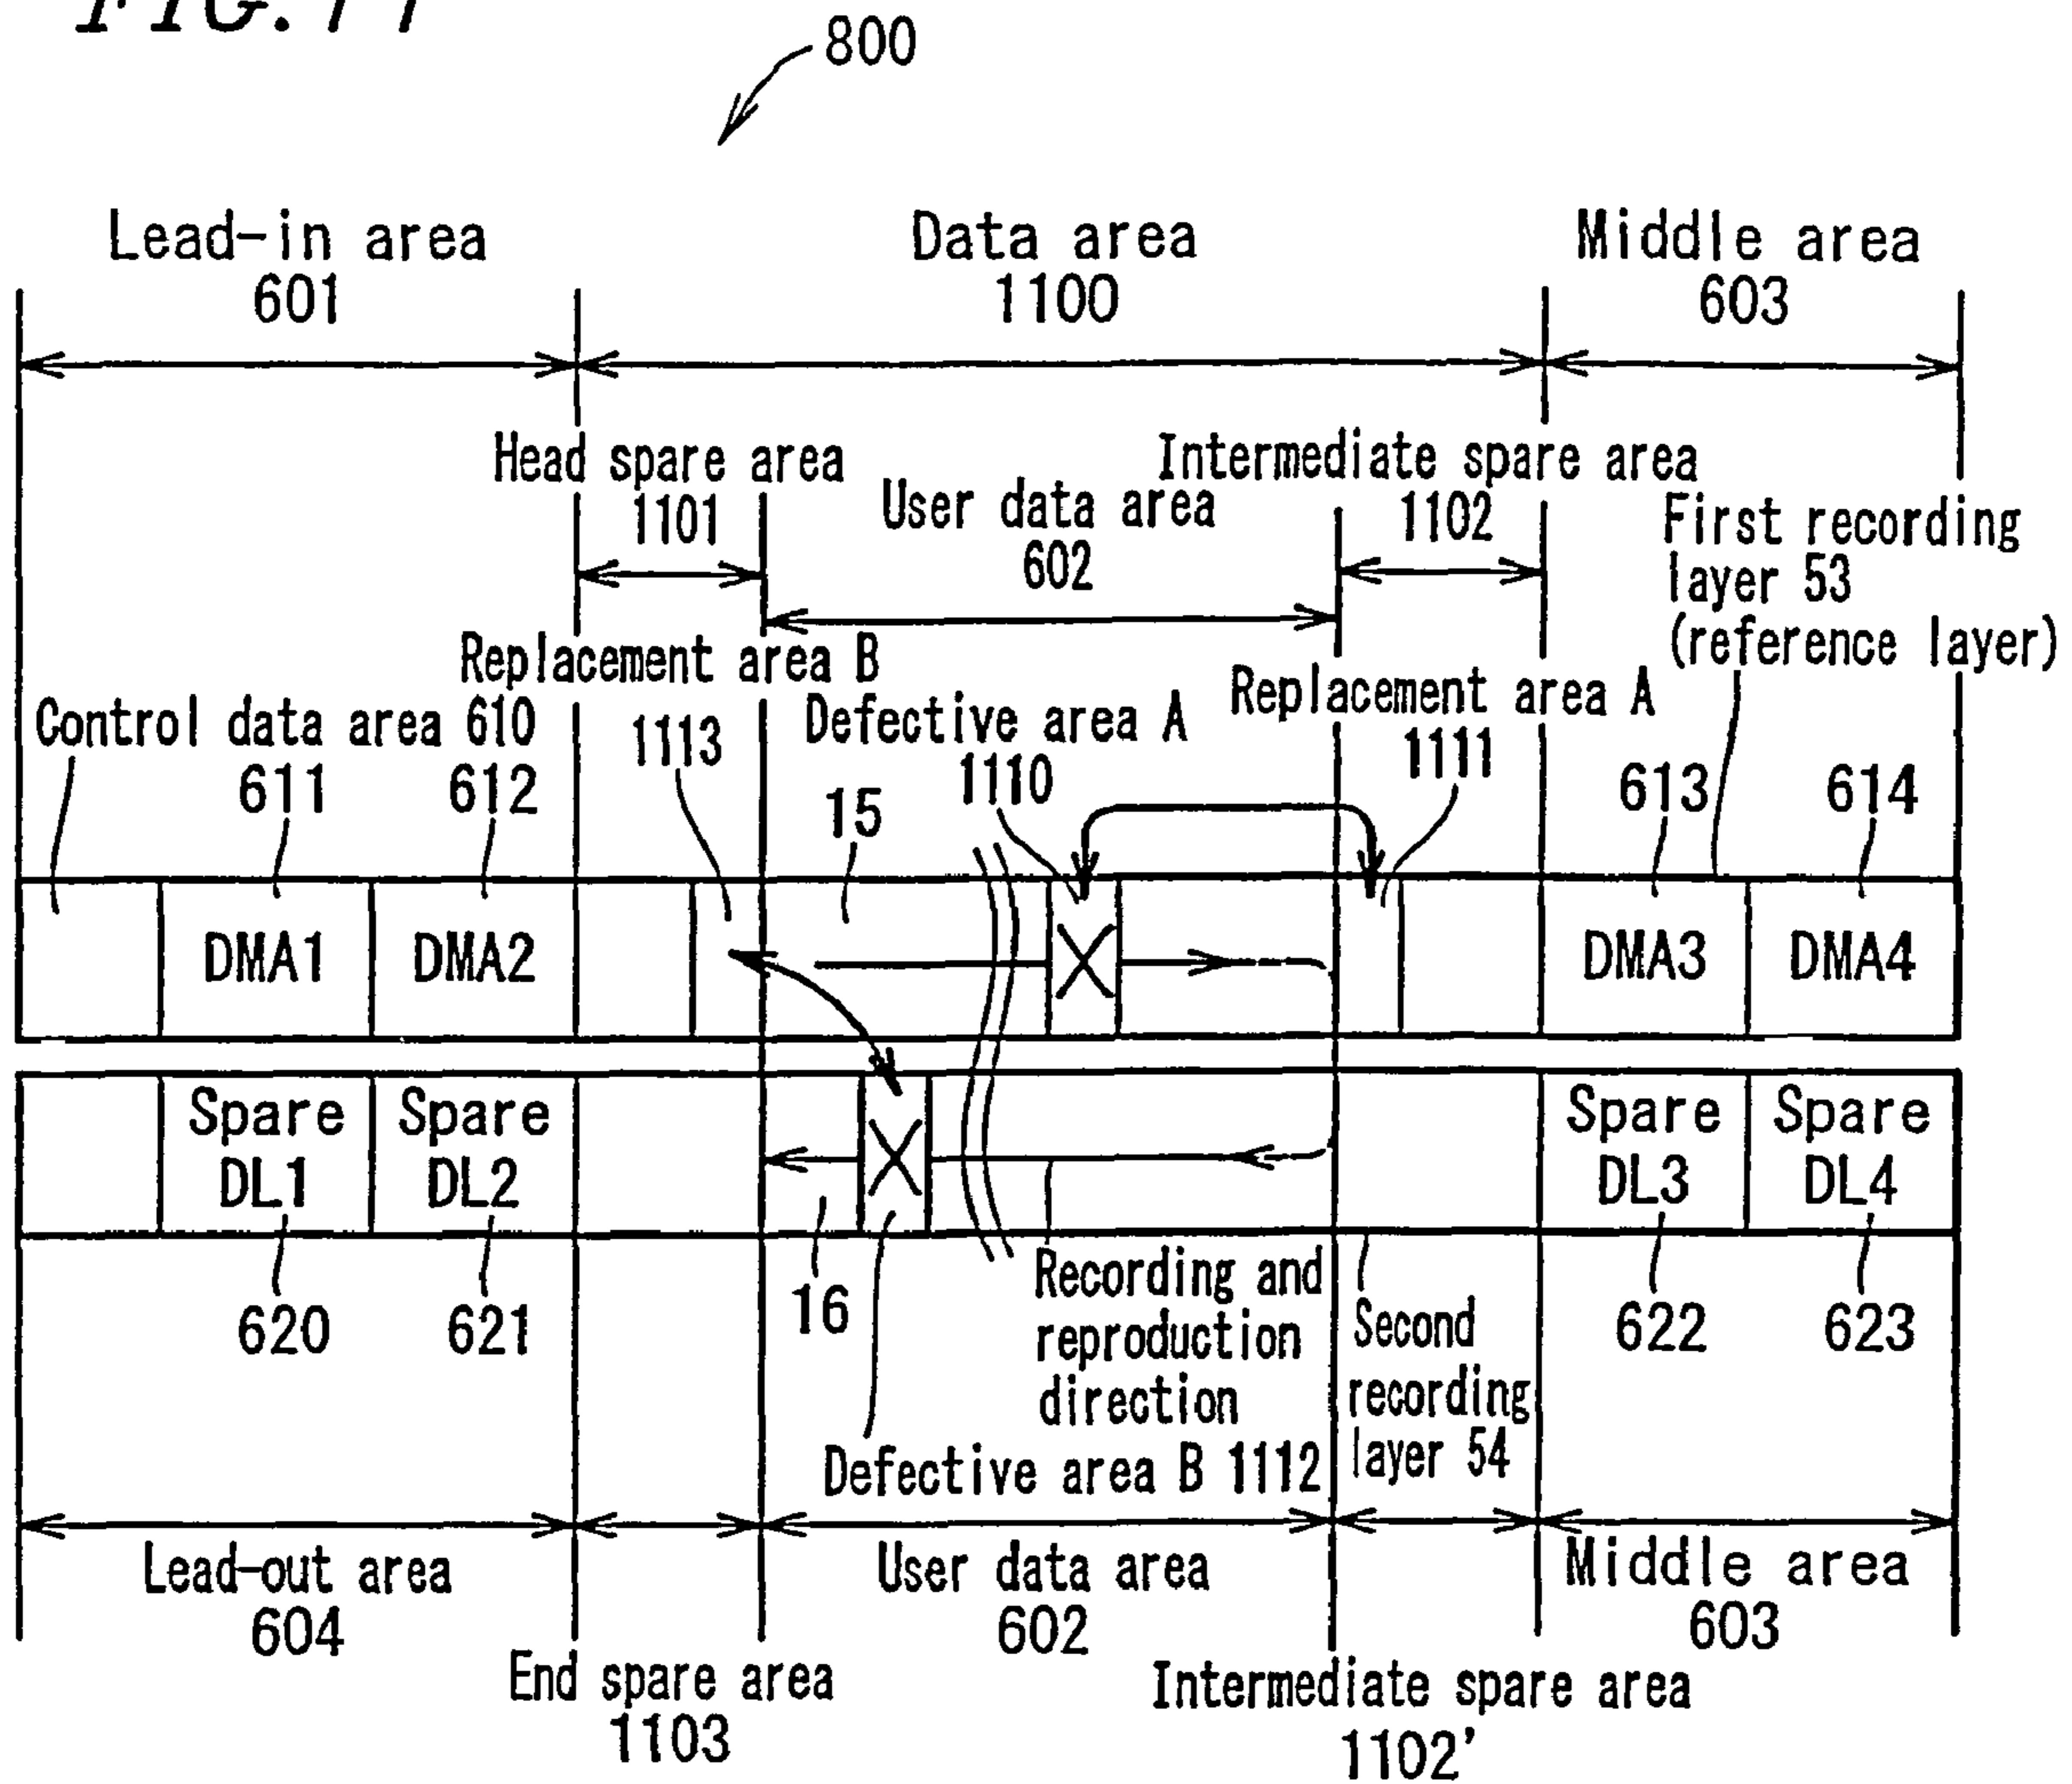 FIG. 11
800
Lead-in area
601
Data area
1100
Middle area
603
Head spare area
1101
User data area
602
Intermediate spare area
1102
First recording
layer 53
(reference layer)
Replacement area B
1113
Replacement area A
1111
Control data area 610
611
612
Defective area A
1110
15
613
614
DMA1
DMA2
DMA3
DMA4
Spare
DL1
Spare
DL2
Spare
DL3
Spare
DL4
620
621
16
Recording and
reproduction
direction
Second
recording
layer 54
622
623
Defective area B 1112
Lead-out area
604
User data area
602
Middle area
603
End spare area
1103
Intermediate spare area
1102'